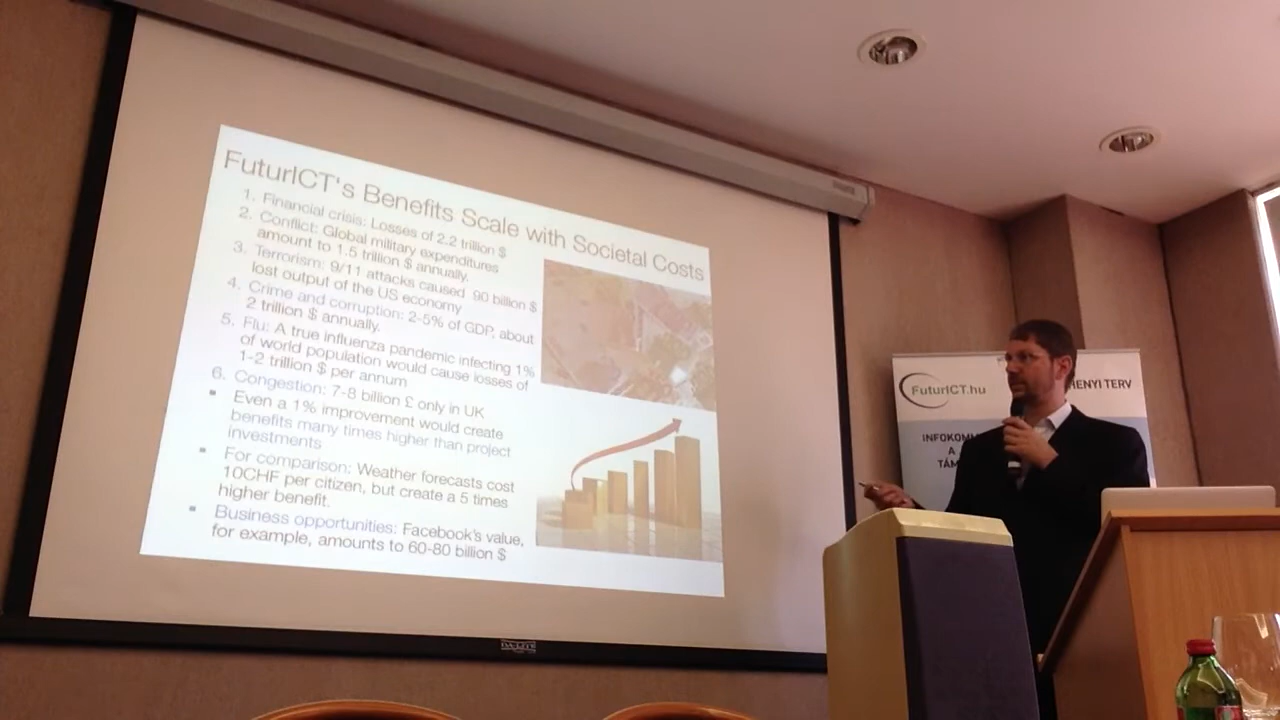 FuturICT's Benefits Scale with Societal Costs
1. Financial crisis: Losses of 2.2 trillion $
2. Conflict: Global military expenditures
amount to 1.5 trillion $ annually.
3. Terrorism: 9/11 attacks caused 90 billion $
lost output of the US economy
4. Crime and corruption: 2-5% of GDP, about
2 trillion $ annually.
5. Flu: A true influenza pandemic infecting 1%
of world population would cause losses of
1-2 trillion $ per annum
6. Congestion: 7-8 billion £ only in UK
▪ Even a 1% improvement would create
benefits many times higher than project
investments
▪ For comparison: Weather forecasts cost
10CHF per citizen, but create a 5 times
higher benefit.
▪ Business opportunities: Facebook's value,
for example, amounts to 60-80 billion $
DA-LITE
FuturICT.hu
HENYI TERV
INFOKOM
A
TÁM